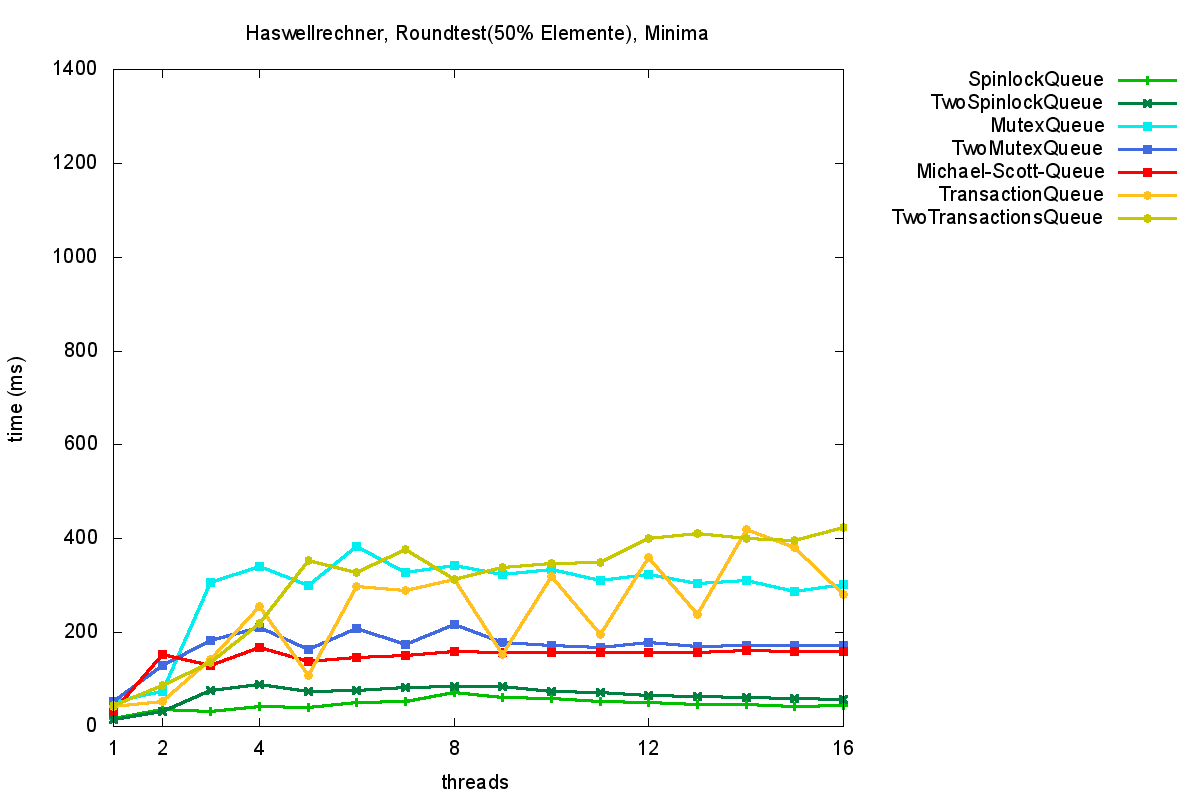 Haswellrechner, Roundtest(50% Elemente), Minima
SpinlockQueue
TwoSpinlockQueue
MutexQueue
TwoMutexQueue
Michael-Scott-Queue
TransactionQueue
TwoTransactionsQueue
time (ms)
1400
1200
1000
800
600
400
200
0
1 2 4 8 12 16
threads